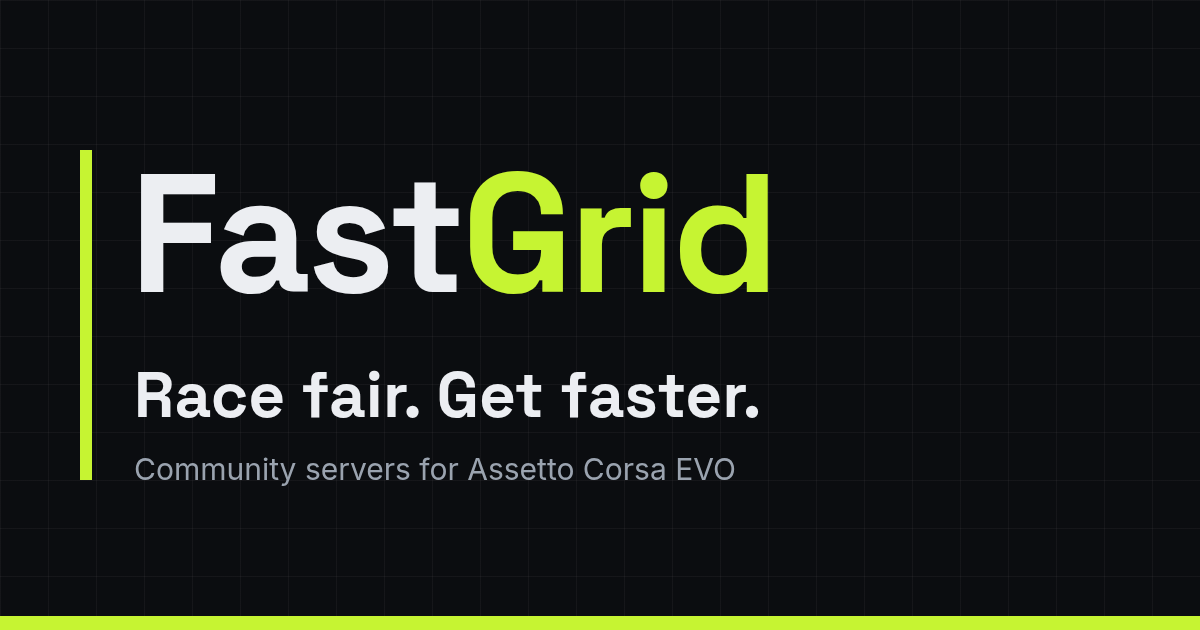 FastGrid
Race fair. Get faster.
Community servers for Assetto Corsa EVO